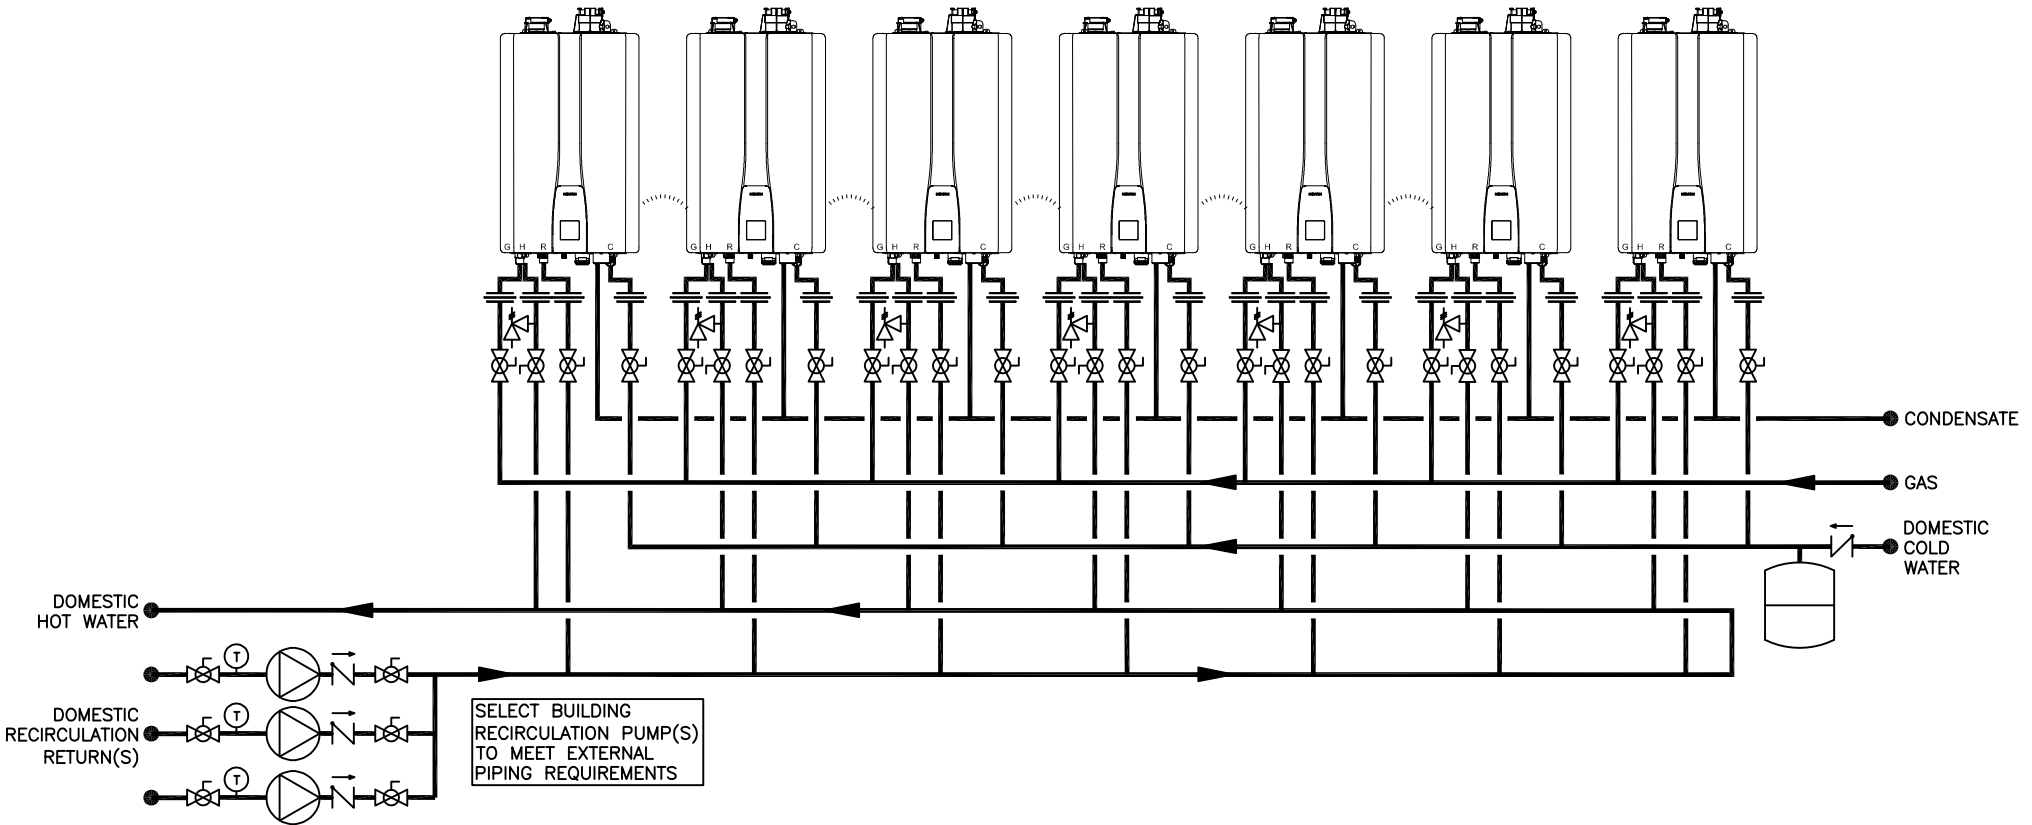 G H R C
G H R C
G H R C
G H R C
G H R C
G H R C
G H R C
CONDENSATE
GAS
DOMESTIC
COLD
WATER
DOMESTIC
HOT WATER
T
DOMESTIC
RECIRCULATION
RETURN(S)
T
T
SELECT BUILDING
RECIRCULATION PUMP(S)
TO MEET EXTERNAL
PIPING REQUIREMENTS